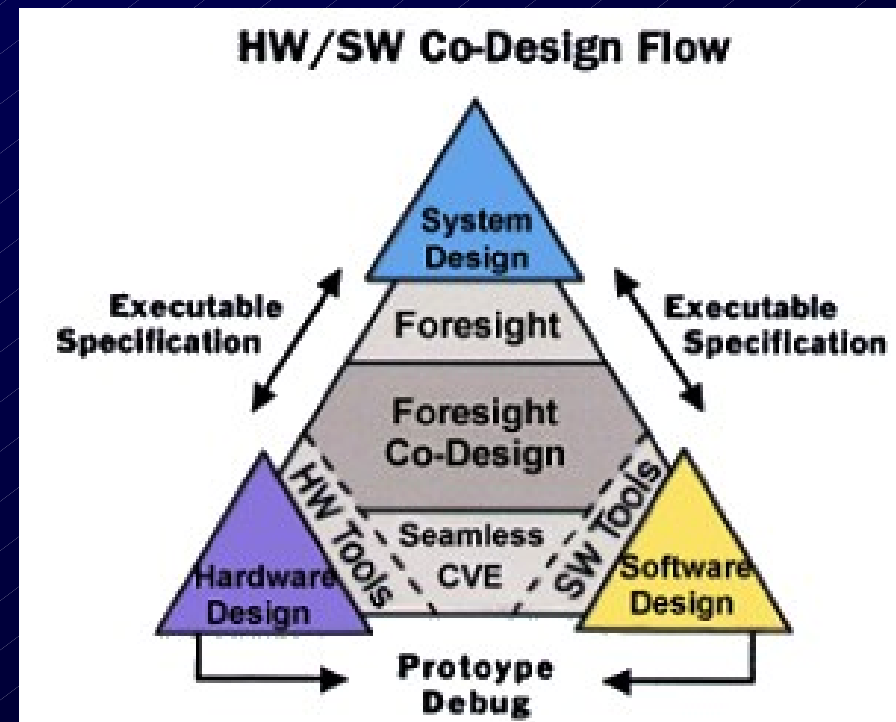 HW/SW Co-Design Flow
System
Design
Executable
Specification
Executable
Specification
Foresight
Foresight
Co-Design
HW Tools
Seamless
CVE
SW Tools
Hardware
Design
Software
Design
Protoype
Debug